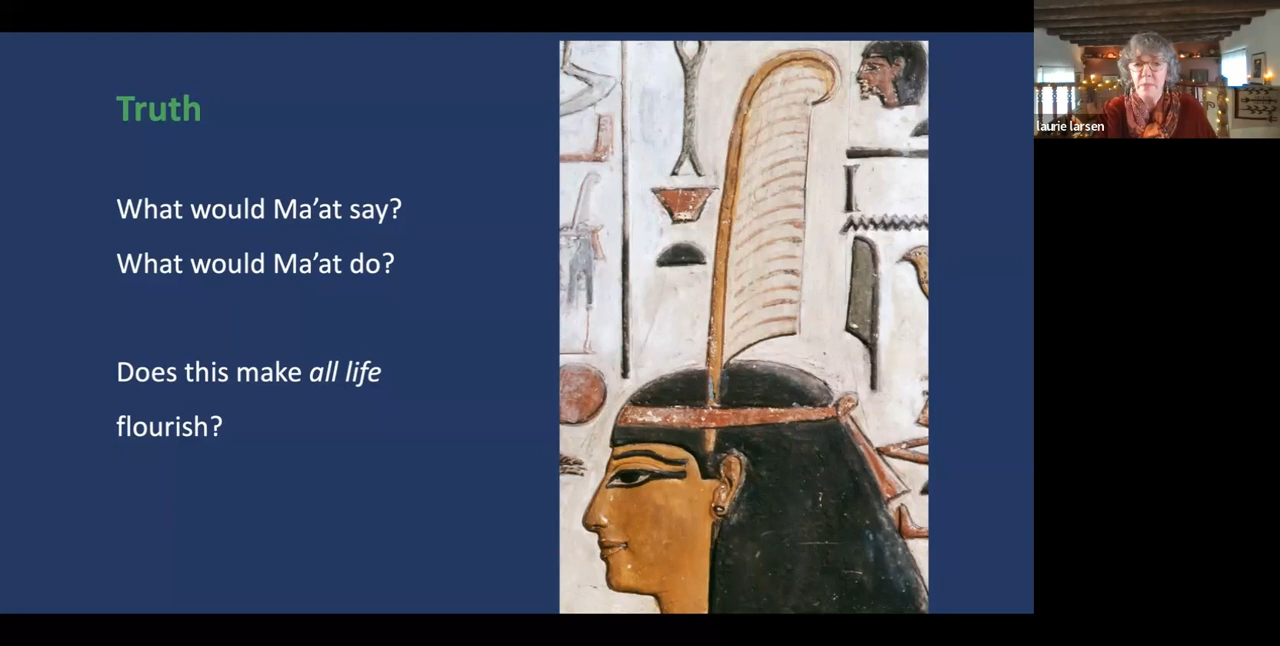 Truth
What would Ma’at say?
What would Ma’at do?
Does this make all life
flourish?
laurie larsen